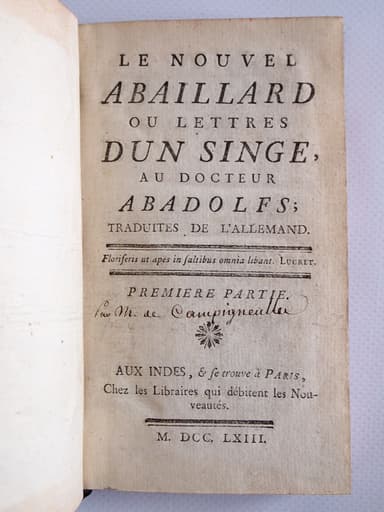 LE NOUVEL
ABAILLARD
OU LETTRES
DUN SINGE,
AU DOCTEUR
ABADOLFS;
TRADUITES DE L'ALLEMAND.
Floriferis ut apes in saltibus omnia libant. LUCRET.
PREMIERE PARTIE.
Par M. de Campigneulles
AUX INDES, & se trouve à PARIS,
Chez les Libraires qui débitent les Nou-
veautés.
M. DCC. LXIII.